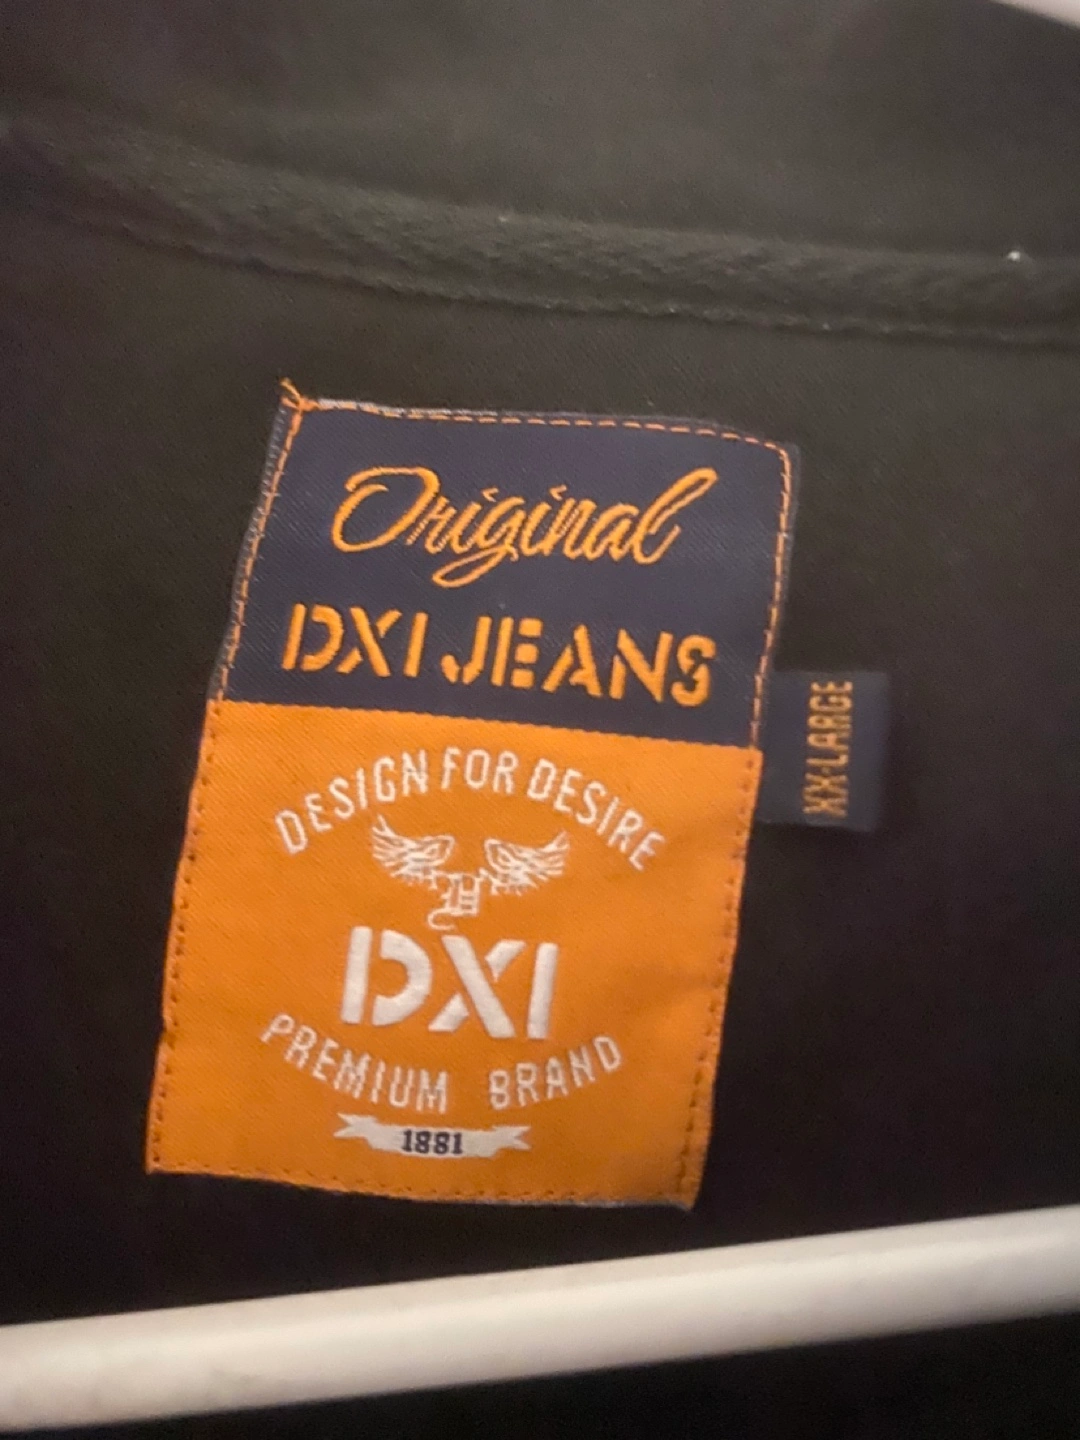 Original
DXI JEANS
XX-LARGE
DESIGN FOR DESIRE
DXI
PREMIUM BRAND
1881